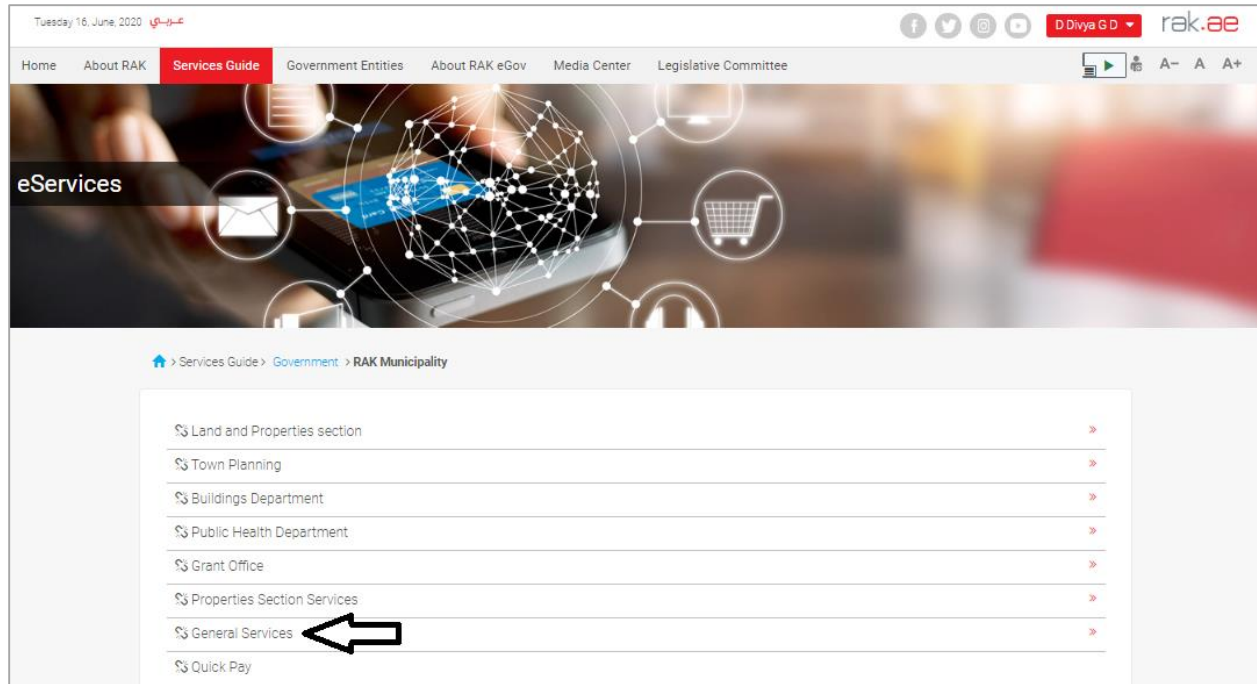 Tuesday 16, June, 2020 عــربــي D Divya G D rak.ae
Home About RAK Services Guide Government Entities About RAK eGov Media Center Legislative Committee A- A A+
eServices
> Services Guide > Government > RAK Municipality
Land and Properties section »
Town Planning »
Buildings Department »
Public Health Department »
Grant Office »
Properties Section Services »
General Services »
Quick Pay